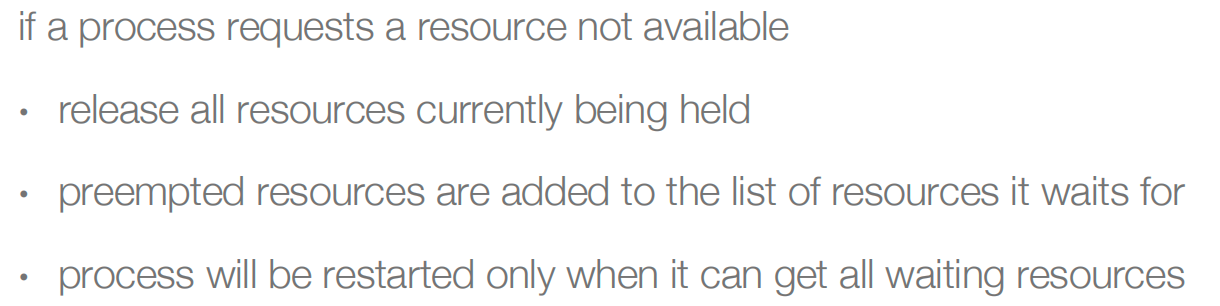 if a process requests a resource not available
• release all resources currently being held
• preempted resources are added to the list of resources it waits for
• process will be restarted only when it can get all waiting resources